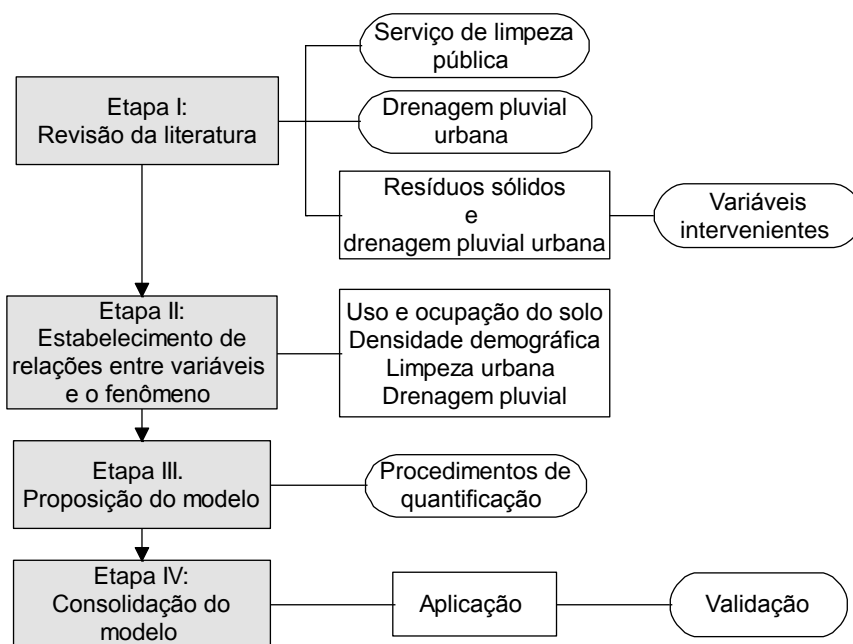 Etapa I:
Revisão da literatura
Serviço de limpeza
pública
Drenagem pluvial
urbana
Resíduos sólidos
e
drenagem pluvial urbana
Variáveis
intervenientes
Etapa II:
Estabelecimento de
relações entre variáveis
e o fenômeno
Uso e ocupação do solo
Densidade demográfica
Limpeza urbana
Drenagem pluvial
Etapa III.
Proposição do modelo
Procedimentos de
quantificação
Etapa IV:
Consolidação do
modelo
Aplicação
Validação